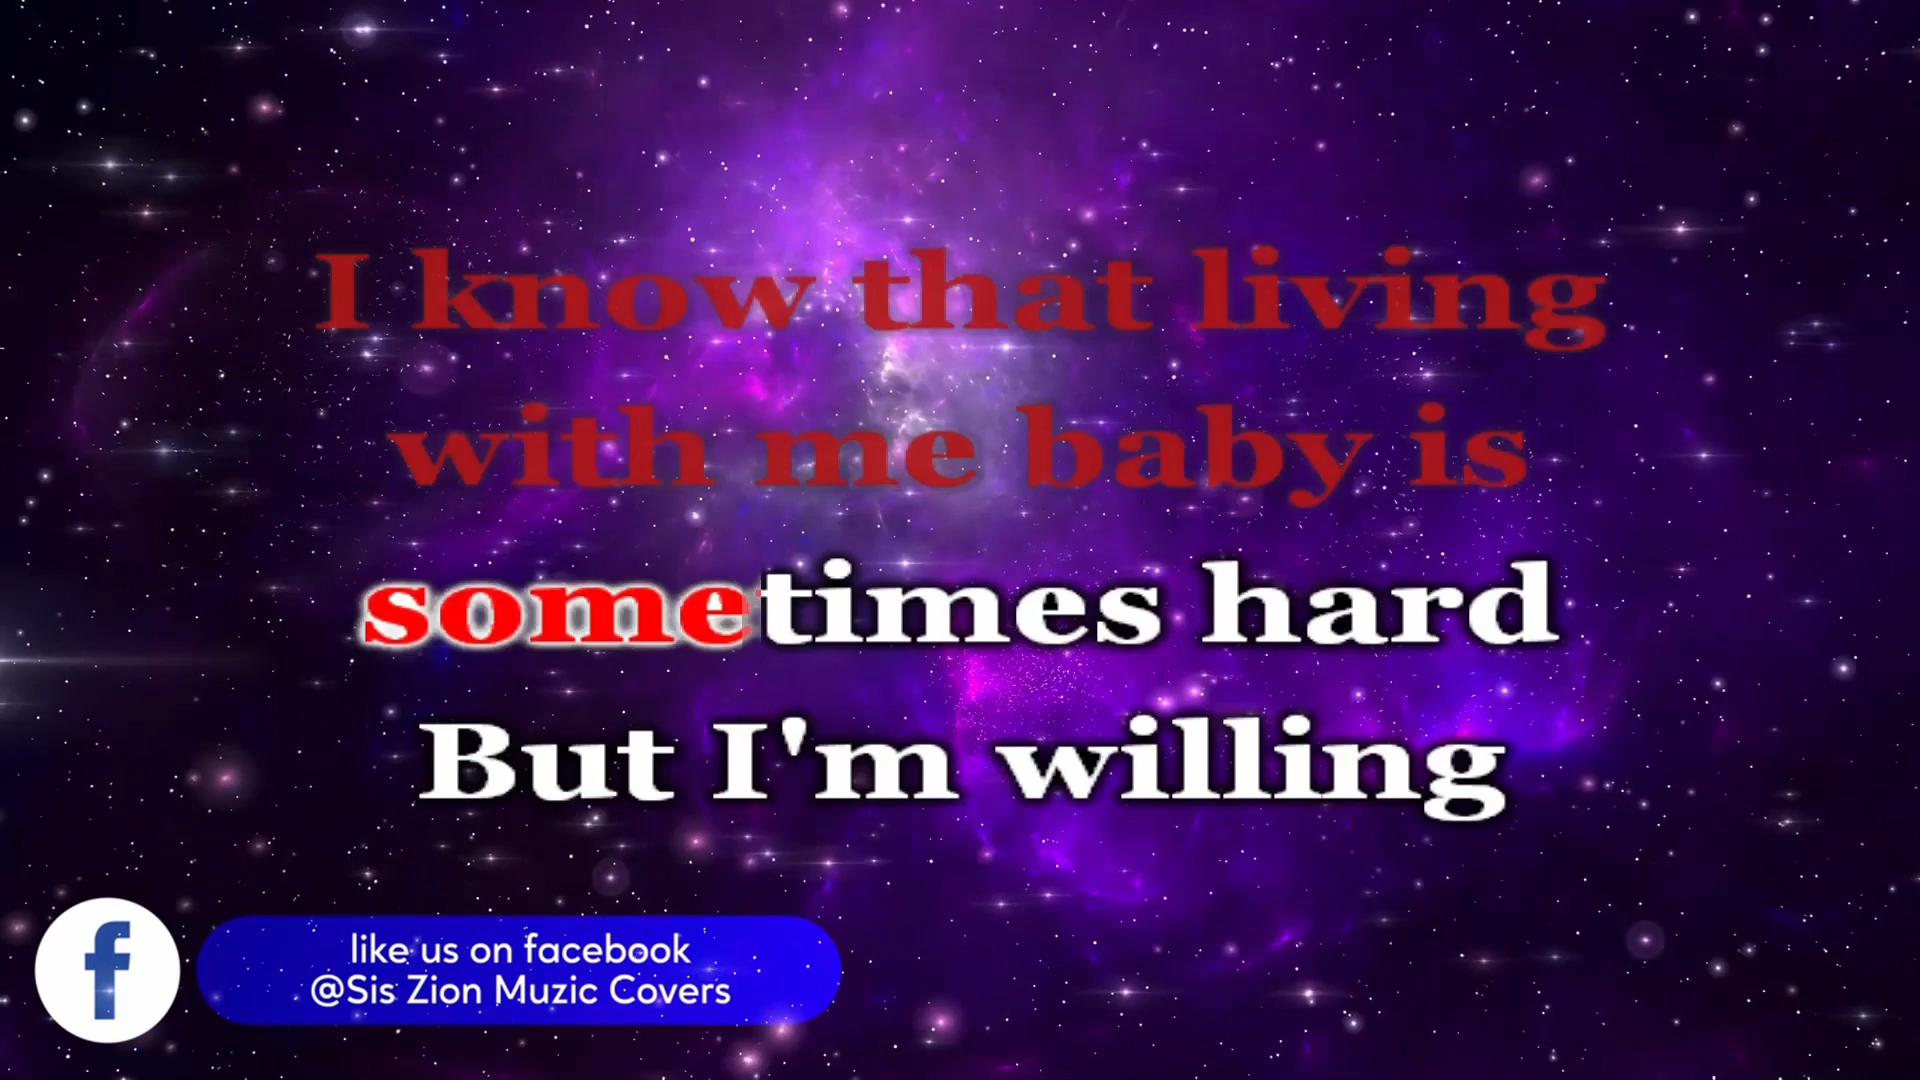 I know that living
with me baby is
sometimes hard
But I'm willing
like us on facebook
@Sis Zion Muzic Covers